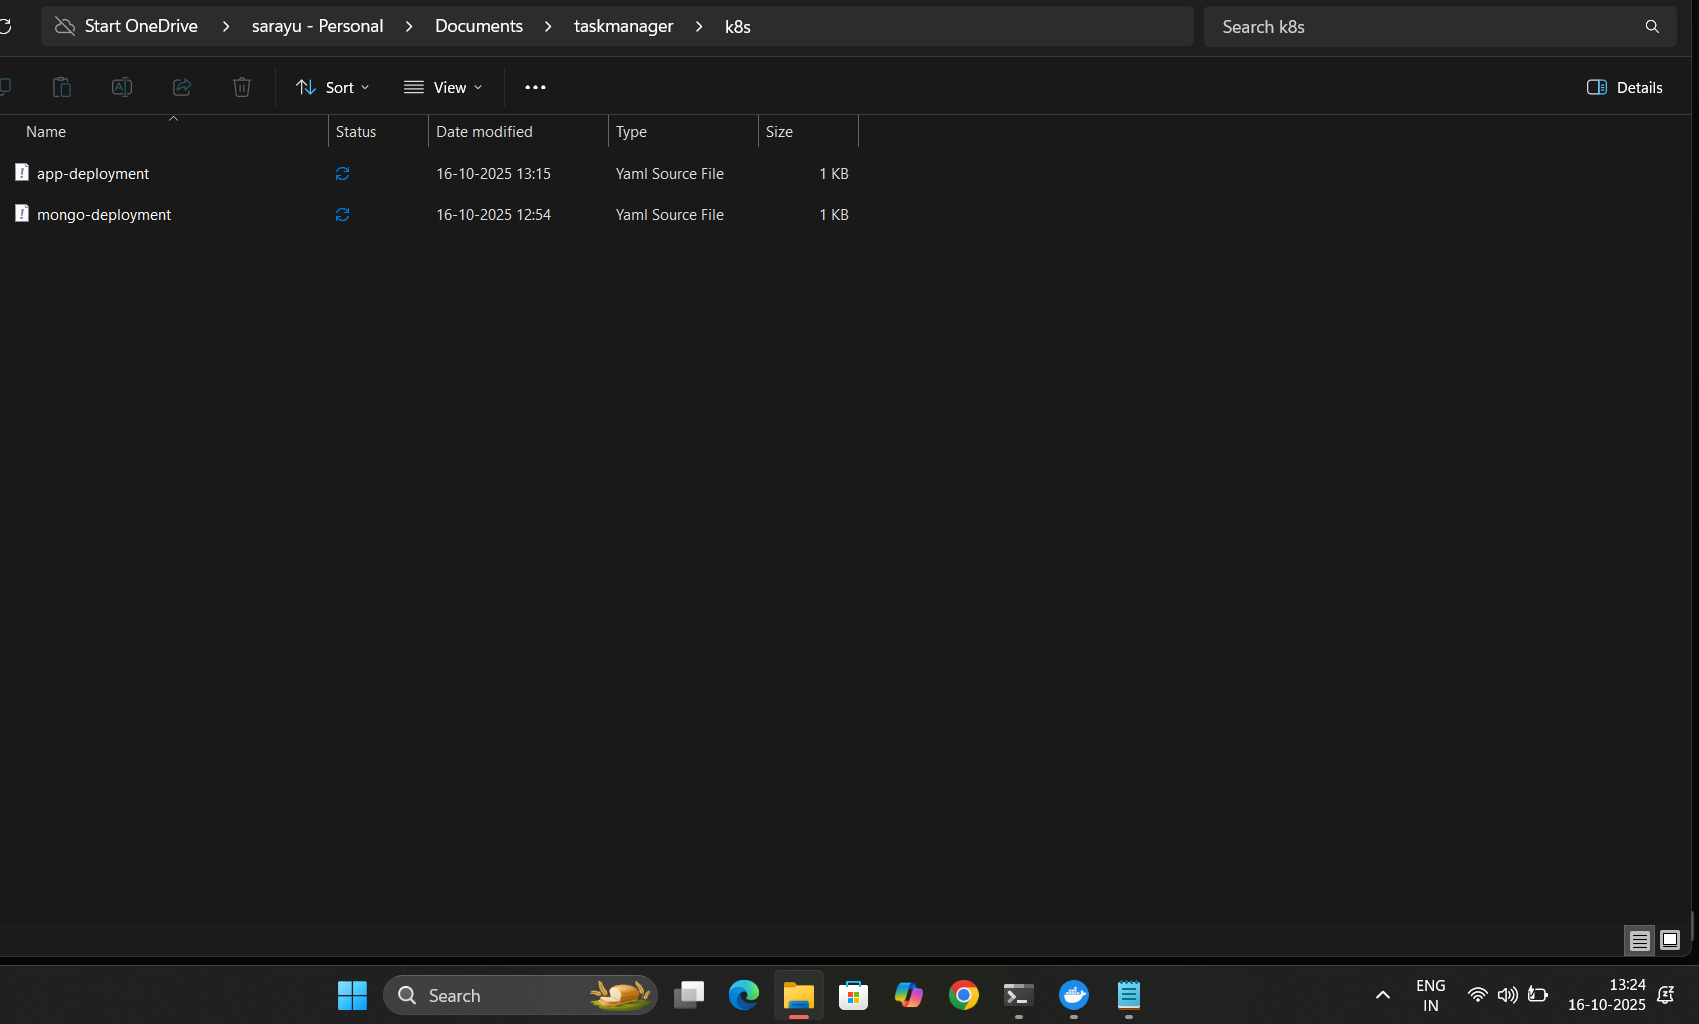 Start OneDrive > sarayu - Personal > Documents > taskmanager > k8s
Search k8s
Sort View ••• Details
Name Status Date modified Type Size
app-deployment 16-10-2025 13:15 Yaml Source File 1 KB
mongo-deployment 16-10-2025 12:54 Yaml Source File 1 KB
Search
ENG
IN
13:24
16-10-2025